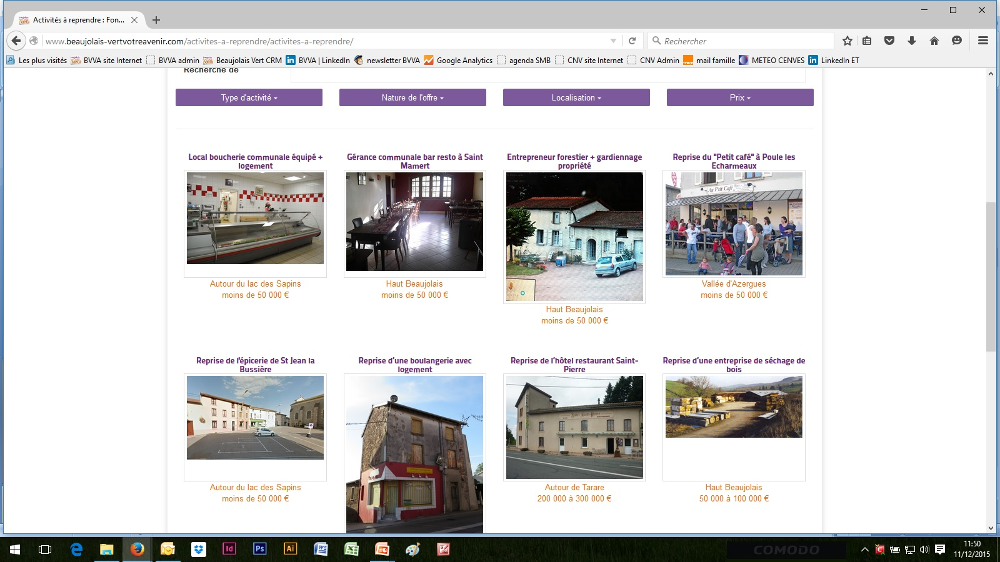 Activités à reprendre : Fon...
www.beaujolais-vertvotreavenir.com/activites-a-reprendre/activites-a-reprendre/
Rechercher
Les plus visités BVVA site Internet BVVA admin Beaujolais Vert CRM BVVA | LinkedIn newsletter BVVA Google Analytics agenda SMB CNV site Internet CNV Admin mail famille METEO CENVES LinkedIn ET
Recherche de
Type d'activité Nature de l'offre Localisation Prix
Local boucherie communale équipé +
logement
Gérance communale bar resto à Saint
Mamert
Entrepreneur forestier + gardiennage
propriété
Reprise du "Petit café" à Poule les
Echarmeaux
Au P'tit Café
Autour du lac des Sapins
moins de 50 000 €
Haut Beaujolais
moins de 50 000 €
Haut Beaujolais
moins de 50 000 €
Vallée d'Azergues
moins de 50 000 €
Reprise de l'épicerie de St Jean la
Bussière
Reprise d’une boulangerie avec
logement
Reprise de l’hôtel restaurant Saint-
Pierre
Reprise d’une entreprise de séchage de
bois
Hotel Saint-Pierre
Autour du lac des Sapins
moins de 50 000 €
Autour de Tarare
200 000 à 300 000 €
Haut Beaujolais
50 000 à 100 000 €
COMODO
11:50
11/12/2015